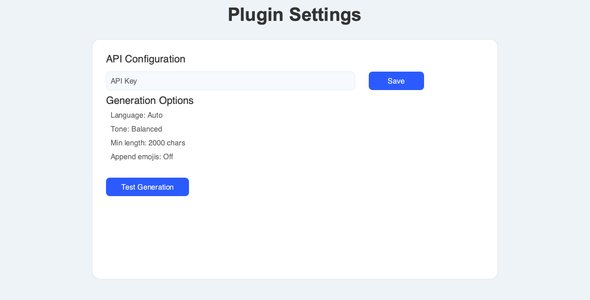 Plugin Settings
API Configuration
API Key
Save
Generation Options
Language: Auto
Tone: Balanced
Min length: 2000 chars
Append emojis: Off
Test Generation